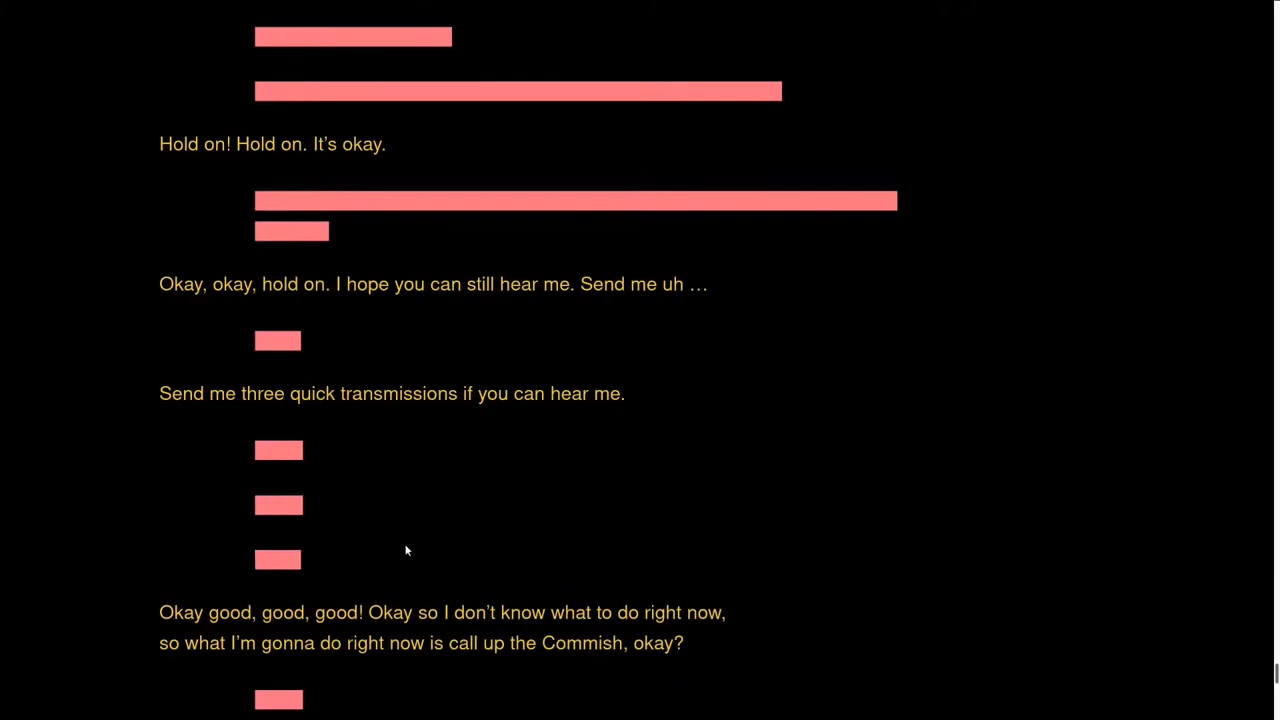 Hold on! Hold on. It’s okay.
Okay, okay, hold on. I hope you can still hear me. Send me uh …
Send me three quick transmissions if you can hear me.
Okay good, good, good! Okay so I don’t know what to do right now,
so what I’m gonna do right now is call up the Commish, okay?